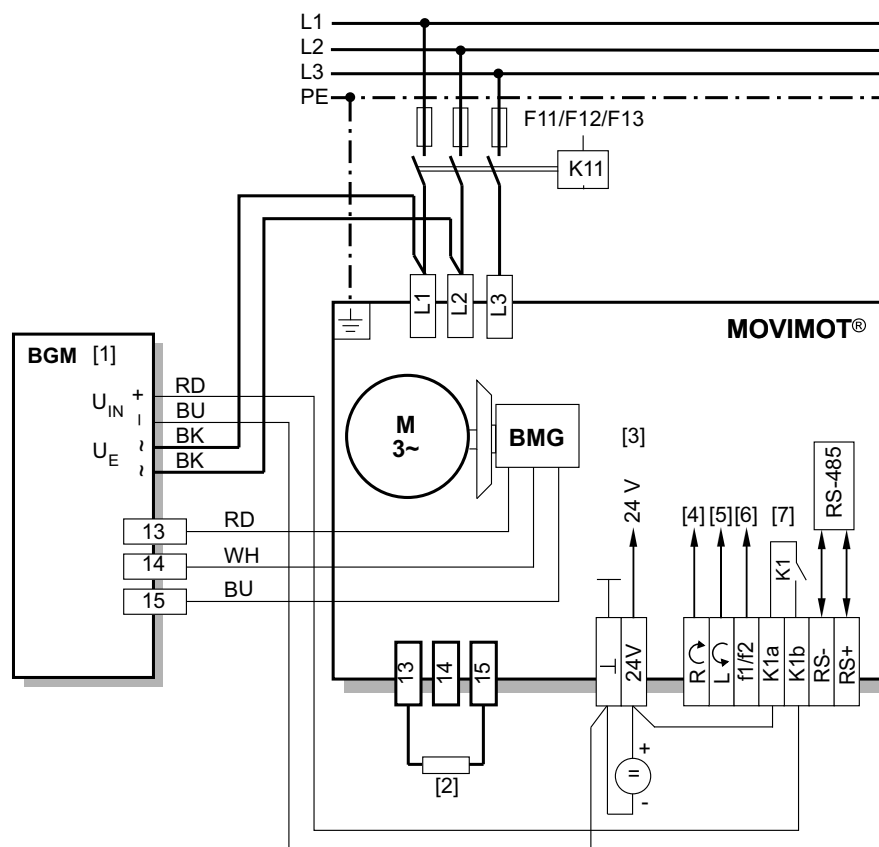 L1
L2
L3
PE
F11/F12/F13
K11
L1
L2
L3
MOVIMOT®
BGM [1]
U_IN + –
U_E ~ ~
RD
BU
BK
BK
M
3~
BMG
[3]
24 V
[4] [5] [6] [7]
RS-485
K1
13 RD
14 WH
15 BU
13
14
15
⊥
24V
R
L
f1/f2
K1a
K1b
RS-
RS+
[2]
+
=
-